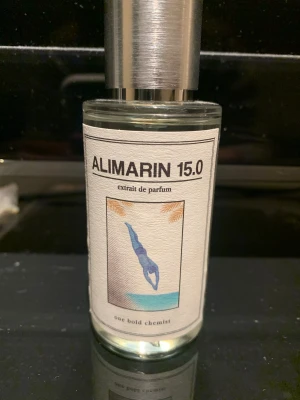 ALIMARIN 15.0
extrait de parfum
one bold chemist